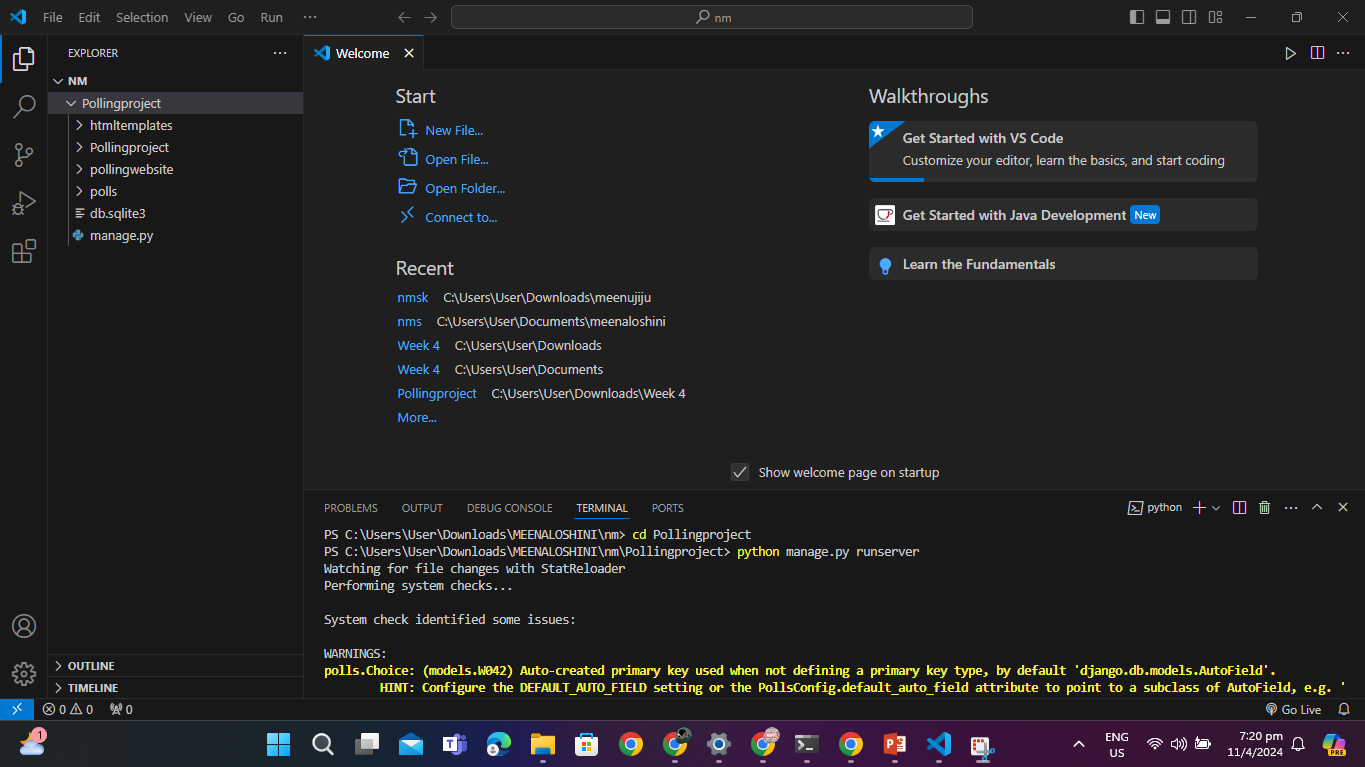 File Edit Selection View Go Run ··· nm
EXPLORER ···
NM
Pollingproject
htmltemplates
Pollingproject
pollingwebsite
polls
db.sqlite3
manage.py
OUTLINE
TIMELINE
Welcome
Start
New File...
Open File...
Open Folder...
Connect to...
Recent
nmsk C:\Users\User\Downloads\meenujiju
nms C:\Users\User\Documents\meenaloshini
Week 4 C:\Users\User\Downloads
Week 4 C:\Users\User\Documents
Pollingproject C:\Users\User\Downloads\Week 4
More...
Walkthroughs
Get Started with VS Code
Customize your editor, learn the basics, and start coding
Get Started with Java Development New
Learn the Fundamentals
Show welcome page on startup
PROBLEMS OUTPUT DEBUG CONSOLE TERMINAL PORTS python
PS C:\Users\User\Downloads\MEENALOSHINI\nm> cd Pollingproject
PS C:\Users\User\Downloads\MEENALOSHINI\nm\Pollingproject> python manage.py runserver
Watching for file changes with StatReloader
Performing system checks...
System check identified some issues:
WARNINGS:
polls.Choice: (models.W042) Auto-created primary key used when not defining a primary key type, by default 'django.db.models.AutoField'.
HINT: Configure the DEFAULT_AUTO_FIELD setting or the PollsConfig.default_auto_field attribute to point to a subclass of AutoField, e.g. '
0 0 0 Go Live
1 ENG 7:20 pm
US 11/4/2024 PRE